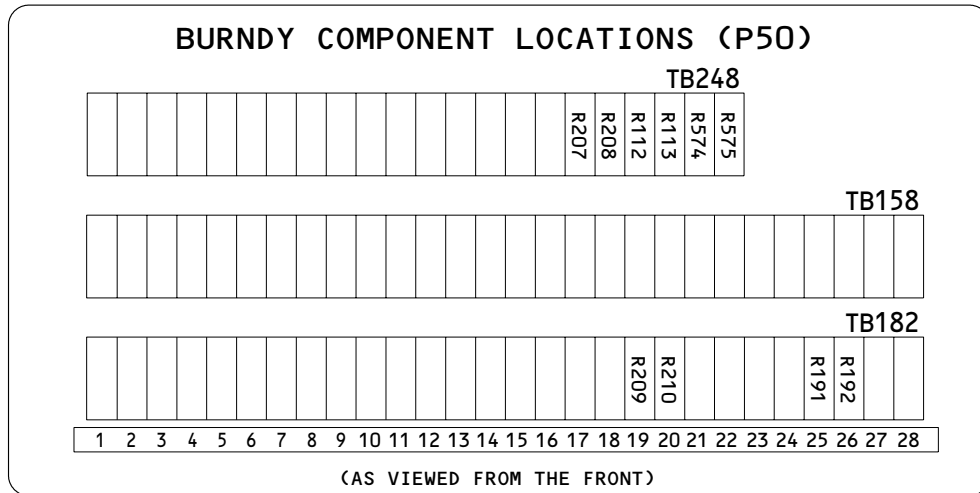 BURNDY COMPONENT LOCATIONS (P50)
TB248
R207 R208 R112 R113 R574 R575
TB158
TB182
R209 R210 R191 R192
1 2 3 4 5 6 7 8 9 10 11 12 13 14 15 16 17 18 19 20 21 22 23 24 25 26 27 28
(AS VIEWED FROM THE FRONT)